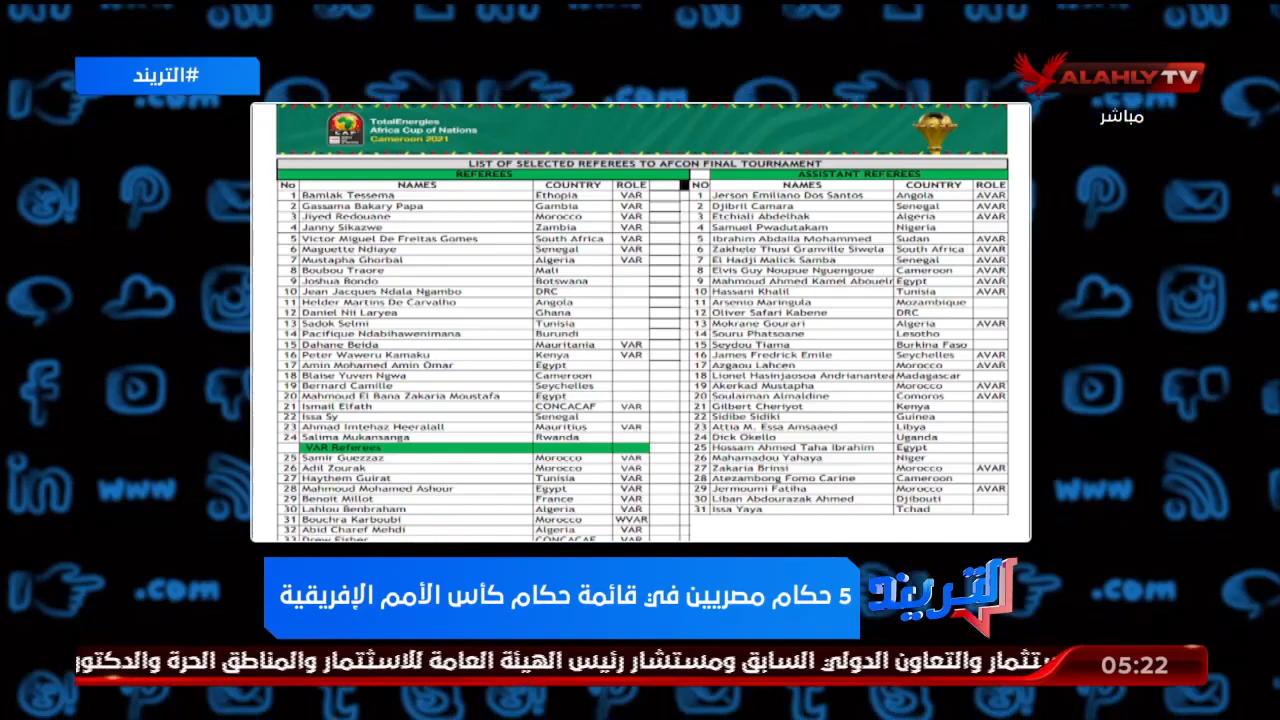 #التريند
ALAHLY TV
مباشر
TotalEnergies
Africa Cup of Nations
Cameroon 2021
CAF
LIST OF SELECTED REFEREES TO AFCON FINAL TOURNAMENT
REFEREES
No NAMES COUNTRY ROLE
1 Bamlak Tessema Ethiopia VAR
2 Gassama Bakary Papa Gambia VAR
3 Jiyed Redouane Morocco VAR
4 Janny Sikazwe Zambia VAR
5 Victor Miguel De Freitas Gomes South Africa VAR
6 Maguette Ndiaye Senegal VAR
7 Mustapha Ghorbal Algeria VAR
8 Boubou Traore Mali
9 Joshua Bondo Botswana
10 Jean Jacques Ndala Ngambo DRC
11 Helder Martins De Carvalho Angola
12 Daniel Nii Laryea Ghana
13 Sadok Selmi Tunisia
14 Pacifique Ndabihawenimana Burundi
15 Dahane Beida Mauritania VAR
16 Peter Waweru Kamaku Kenya VAR
17 Amin Mohamed Amin Omar Egypt
18 Blaise Yuven Ngwa Cameroon
19 Bernard Camille Seychelles
20 Mahmoud El Bana Zakaria Moustafa Egypt
21 Ismail Elfath CONCACAF VAR
22 Issa Sy Senegal
23 Ahmad Imtehaz Heeralall Mauritius VAR
24 Salima Mukansanga Rwanda
VAR Referees
25 Samir Guezzaz Morocco VAR
26 Adil Zourak Morocco VAR
27 Haythem Guirat Tunisia VAR
28 Mahmoud Mohamed Ashour Egypt VAR
29 Benoit Millot France VAR
30 Lahlou Benbraham Algeria VAR
31 Bouchra Karboubi Morocco WVAR
32 Abid Charef Mehdi Algeria VAR
33 Drew Fisher CONCACAF VAR
ASSISTANT REFEREES
NO NAMES COUNTRY ROLE
1 Jerson Emiliano Dos Santos Angola AVAR
2 Djibril Camara Senegal AVAR
3 Etchiali Abdelhak Algeria AVAR
4 Samuel Pwadutakam Nigeria
5 Ibrahim Abdalla Mohammed Sudan AVAR
6 Zakhele Thusi Granville Siwela South Africa AVAR
7 El Hadji Malick Samba Senegal AVAR
8 Elvis Guy Noupue Nguengoue Cameroon AVAR
9 Mahmoud Ahmed Kamel Abouelr Egypt AVAR
10 Hassani Khalil Tunisia AVAR
11 Arsenio Maringula Mozambique
12 Oliver Safari Kabene DRC
13 Mokrane Gourari Algeria AVAR
14 Souru Phatsoane Lesotho
15 Seydou Tiama Burkina Faso
16 James Fredrick Emile Seychelles AVAR
17 Azgaou Lahcen Morocco AVAR
18 Lionel Hasinjaosoa Andrianantea Madagascar
19 Akerkad Mustapha Morocco AVAR
20 Soulaiman Almaldine Comoros AVAR
21 Gilbert Cheriyot Kenya
22 Sidibe Sidiki Guinea
23 Attia M. Essa Amsaaed Libya
24 Dick Okello Uganda
25 Hossam Ahmed Taha Ibrahim Egypt
26 Mahamadou Yahaya Niger
27 Zakaria Brinsi Morocco AVAR
28 Atezambong Fomo Carine Cameroon
29 Jermoumi Fatiha Morocco AVAR
30 Liban Abdourazak Ahmed Djibouti
31 Issa Yaya Tchad
التريند
5 حكام مصريين في قائمة حكام كأس الأمم الإفريقية
ستثمار والتعاون الدولي السابق ومستشار رئيس الهيئة العامة للاستثمار والمناطق الحرة والدكتور
05:22